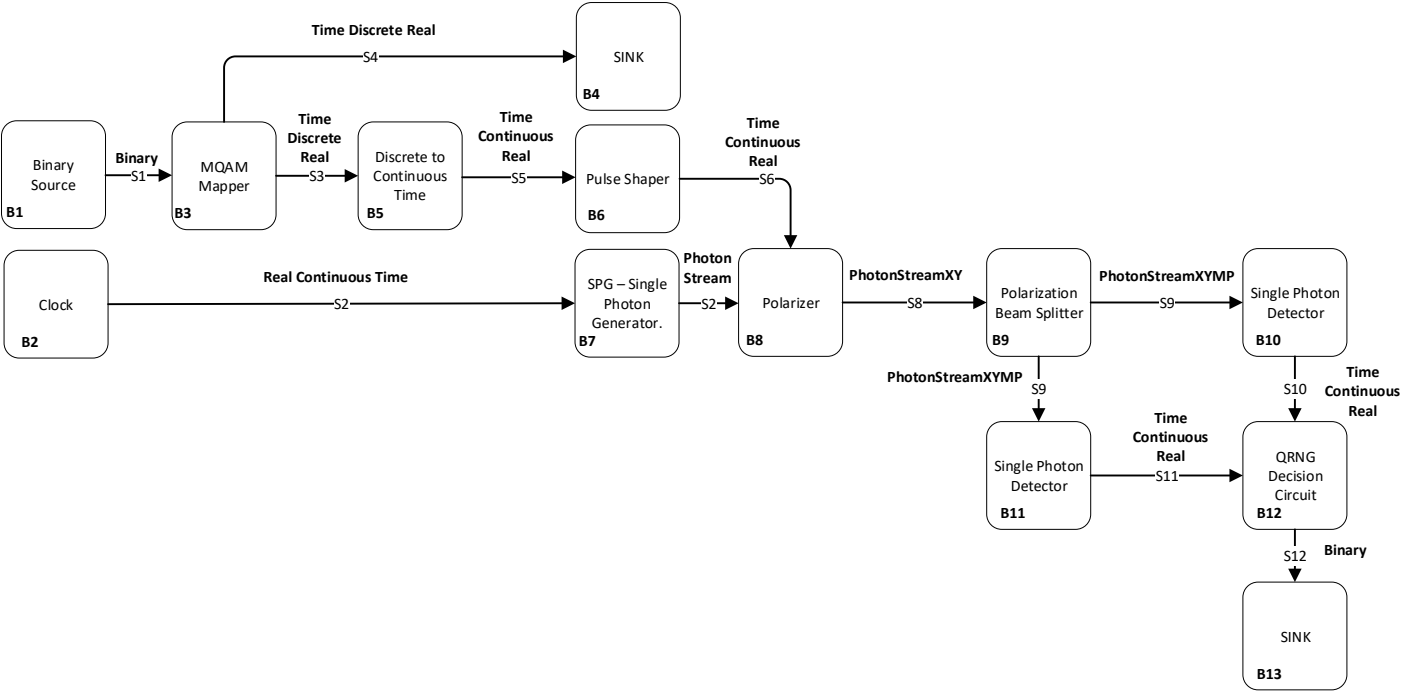 Time Discrete Real
S4
SINK
B4
Binary
Source
B1
Binary
S1
MQAM
Mapper
B3
Time
Discrete
Real
S3
Discrete to
Continuous
Time
B5
Time
Continuous
Real
S5
Pulse Shaper
B6
Time
Continuous
Real
S6
Clock
B2
Real Continuous Time
S2
SPG – Single
Photon
Generator.
B7
Photon
Stream
S2
Polarizer
B8
PhotonStreamXY
S8
Polarization
Beam Splitter
B9
PhotonStreamXYMP
S9
Single Photon
Detector
B10
PhotonStreamXYMP
S9
S10
Time
Continuous
Real
Single Photon
Detector
B11
Time
Continuous
Real
S11
QRNG
Decision
Circuit
B12
S12
Binary
SINK
B13